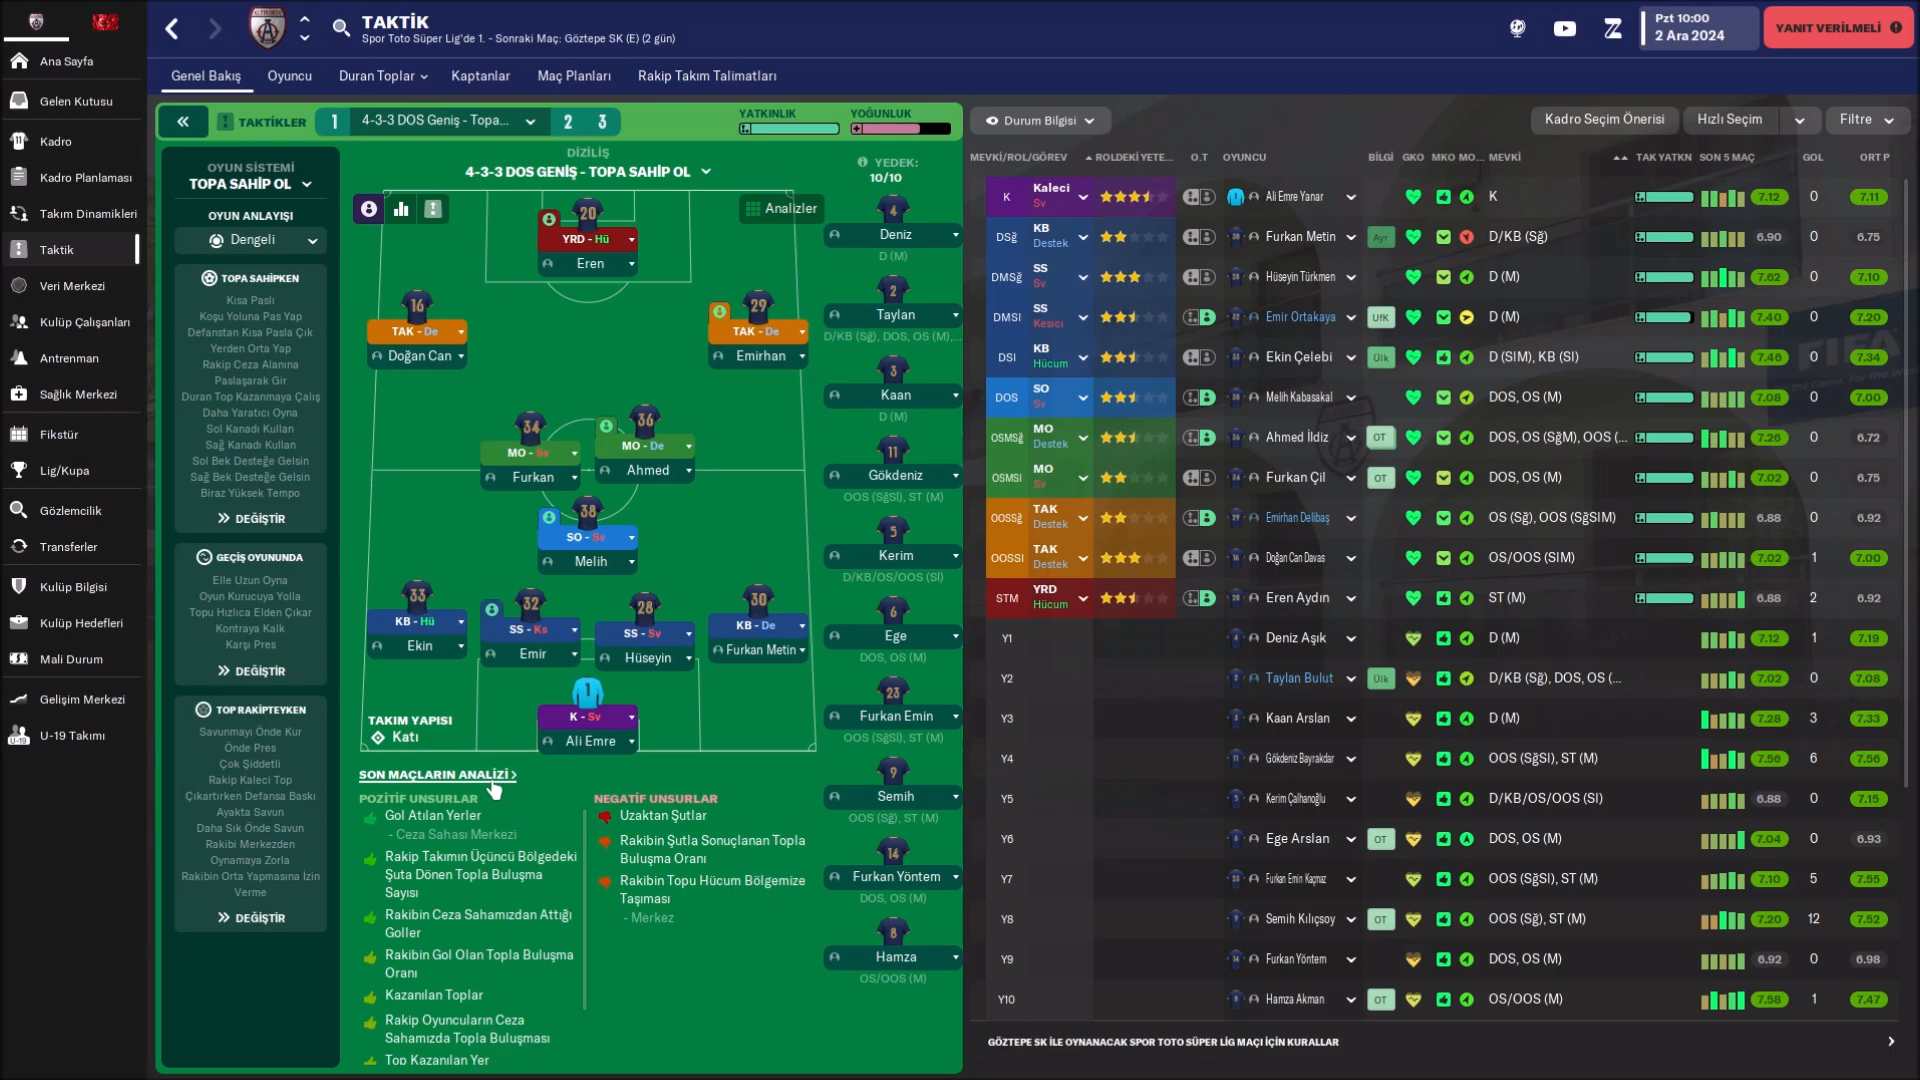 TAKTİK
Spor Toto Süper Lig'de 1. - Sonraki Maç: Göztepe SK (E) (2 gün)
Pzt 10:00
2 Ara 2024
YANIT VERİLMELİ
Ana Sayfa
Gelen Kutusu
Kadro
Kadro Planlaması
Takım Dinamikleri
Taktik
Veri Merkezi
Kulüp Çalışanları
Antrenman
Sağlık Merkezi
Fikstür
Lig/Kupa
Gözlemcilik
Transferler
Kulüp Bilgisi
Kulüp Hedefleri
Mali Durum
Gelişim Merkezi
U-19 Takımı
Genel Bakış Oyuncu Duran Toplar Kaptanlar Maç Planları Rakip Takım Talimatları
TAKTİKLER 1 4-3-3 DOS Geniş - Topa... 2 3
YATKINLIK YOĞUNLUK
OYUN SİSTEMİ
TOPA SAHİP OL
OYUN ANLAYIŞI
Dengeli
TOPA SAHİPKEN
Kısa Paslı
Koşu Yoluna Pas Yap
Defanstan Kısa Pasla Çık
Yerden Orta Yap
Rakip Ceza Alanına
Paslaşarak Gir
Duran Top Kazanmaya Çalış
Daha Yaratıcı Oyna
Sol Kanadı Kullan
Sağ Kanadı Kullan
Sol Bek Desteğe Gelsin
Sağ Bek Desteğe Gelsin
Biraz Yüksek Tempo
DEĞİŞTİR
GEÇİŞ OYUNUNDA
Elle Uzun Oyna
Oyun Kurucuya Yolla
Topu Hızlıca Elden Çıkar
Kontraya Kalk
Karşı Pres
DEĞİŞTİR
TOP RAKİPTEYKEN
Savunmayı Önde Kur
Önde Pres
Çok Şiddetli
Rakip Kaleci Top
Çıkartırken Defansa Baskı
Ayakta Savun
Daha Sık Önde Savun
Rakibi Merkezden
Oynamaya Zorla
Rakibin Orta Yapmasına İzin
Verme
DEĞİŞTİR
DİZİLİŞ
4-3-3 DOS GENİŞ - TOPA SAHİP OL
Analizler
20
YRD - Hü
Eren
16
TAK - De
Doğan Can
29
TAK - De
Emirhan
34
MO - Sv
Furkan
36
MO - De
Ahmed
38
SO - Sv
Melih
33
KB - Hü
Ekin
32
SS - Ks
Emir
28
SS - Sv
Hüseyin
30
KB - De
Furkan Metin
1
K - Sv
Ali Emre
TAKIM YAPISI
Katı
SON MAÇLARIN ANALİZİ
POZİTİF UNSURLAR
Gol Atılan Yerler
- Ceza Sahası Merkezi
Rakip Takımın Üçüncü Bölgedeki
Şuta Dönen Topla Buluşma
Sayısı
Rakibin Ceza Sahamızdan Attığı
Goller
Rakibin Gol Olan Topla Buluşma
Oranı
Kazanılan Toplar
Rakip Oyuncuların Ceza
Sahamızda Topla Buluşması
Top Kazanılan Yer
NEGATİF UNSURLAR
Uzaktan Şutlar
Rakibin Şutla Sonuçlanan Topla
Buluşma Oranı
Rakibin Topu Hücum Bölgemize
Taşıması
- Merkez
YEDEK:
10/10
4
Deniz
D (M)
2
Taylan
D/KB (Sğ), DOS, OS (M),...
3
Kaan
D (M)
11
Gökdeniz
OOS (SğSl), ST (M)
5
Kerim
D/KB/OS/OOS (Sl)
6
Ege
DOS, OS (M)
23
Furkan Emin
OOS (SğSl), ST (M)
9
Semih
OOS (Sğ), ST (M)
14
Furkan Yöntem
DOS, OS (M)
8
Hamza
OS/OOS (M)
Durum Bilgisi Kadro Seçim Önerisi Hızlı Seçim Filtre
MEVKİ/ROL/GÖREV ROLDEKİ YETE... O.T OYUNCU BİLGİ GKO MKO MO... MEVKİ TAK YATKN SON 5 MAÇ GOL ORT P
K Kaleci Sv Ali Emre Yanar K 7.12 0 7.11
DSğ KB Destek Furkan Metin Ayr D/KB (Sğ) 6.90 0 6.75
DMSğ SS Sv Hüseyin Türkmen D (M) 7.62 0 7.10
DMSl SS Kesici Emir Ortakaya UfK D (M) 7.40 0 7.20
DSl KB Hücum Ekin Çelebi Ülk D (SlM), KB (Sl) 7.46 0 7.34
DOS SO Sv Melih Kabasakal DOS, OS (M) 7.08 0 7.00
OSMSğ MO Destek Ahmed İldiz OT DOS, OS (SğM), OOS (... 7.26 0 6.72
OSMSl MO Sv Furkan Çil OT DOS, OS (M) 7.02 0 6.75
OOSSğ TAK Destek Emirhan Delibaş OS (Sğ), OOS (SğSlM) 6.88 0 6.92
OOSSl TAK Destek Doğan Can Davas OS/OOS (SlM) 7.02 1 7.00
STM YRD Hücum Eren Aydın ST (M) 6.88 2 6.92
Y1 Deniz Aşık D (M) 7.12 1 7.19
Y2 Taylan Bulut Ülk D/KB (Sğ), DOS, OS (... 7.02 0 7.08
Y3 Kaan Arslan D (M) 7.28 3 7.33
Y4 Gökdeniz Bayrakdar OOS (SğSl), ST (M) 7.56 6 7.56
Y5 Kerim Çalhanoğlu D/KB/OS/OOS (Sl) 6.88 0 7.15
Y6 Ege Arslan OT DOS, OS (M) 7.04 0 6.93
Y7 Furkan Emin Kaçmaz OOS (SğSl), ST (M) 7.10 5 7.55
Y8 Semih Kılıçsoy OT OOS (Sğ), ST (M) 7.20 12 7.52
Y9 Furkan Yöntem DOS, OS (M) 6.92 0 6.98
Y10 Hamza Akman OT OS/OOS (M) 7.58 1 7.47
GÖZTEPE SK İLE OYNANACAK SPOR TOTO SÜPER LİG MAÇI İÇİN KURALLAR